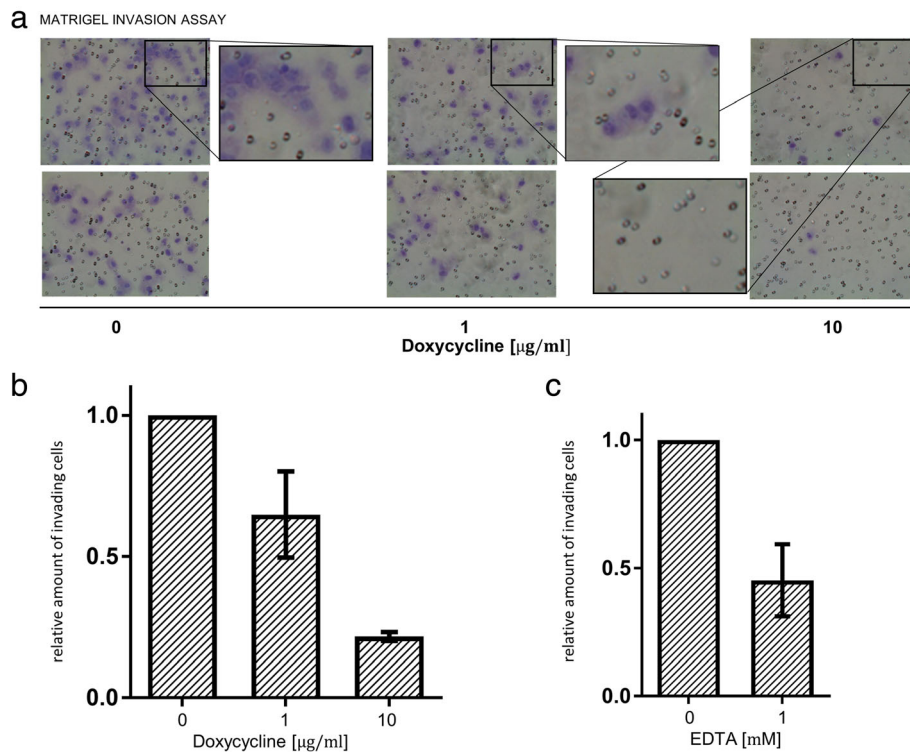 a MATRIGEL INVASION ASSAY
0 1 10
Doxycycline [μg/ml]
b
relative amount of invading cells
1.0
0.5
0.0
0 1 10
Doxycycline [μg/ml]
c
relative amount of invading cells
1.0
0.5
0.0
0 1
EDTA [mM]